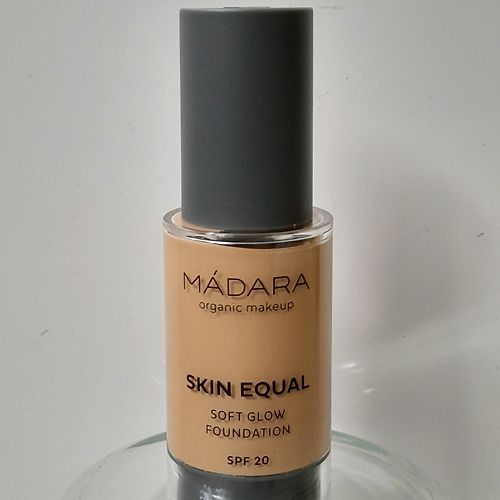 MÁDARA
organic makeup
SKIN EQUAL
SOFT GLOW
FOUNDATION
SPF 20